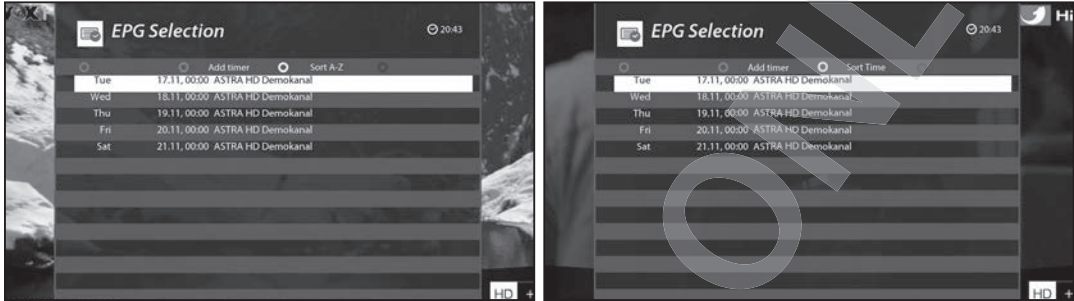 EPG Selection
20:43
Add timer Sort A-Z
Tue 17.11, 00:00 ASTRA HD Demokanal
Wed 18.11, 00:00 ASTRA HD Demokanal
Thu 19.11, 00:00 ASTRA HD Demokanal
Fri 20.11, 00:00 ASTRA HD Demokanal
Sat 21.11, 00:00 ASTRA HD Demokanal
HD +
Hi
EPG Selection
20:43
Add timer Sort Time
Tue 17.11, 00:00 ASTRA HD Demokanal
Wed 18.11, 00:00 ASTRA HD Demokanal
Thu 19.11, 00:00 ASTRA HD Demokanal
Fri 20.11, 00:00 ASTRA HD Demokanal
Sat 21.11, 00:00 ASTRA HD Demokanal
HD +